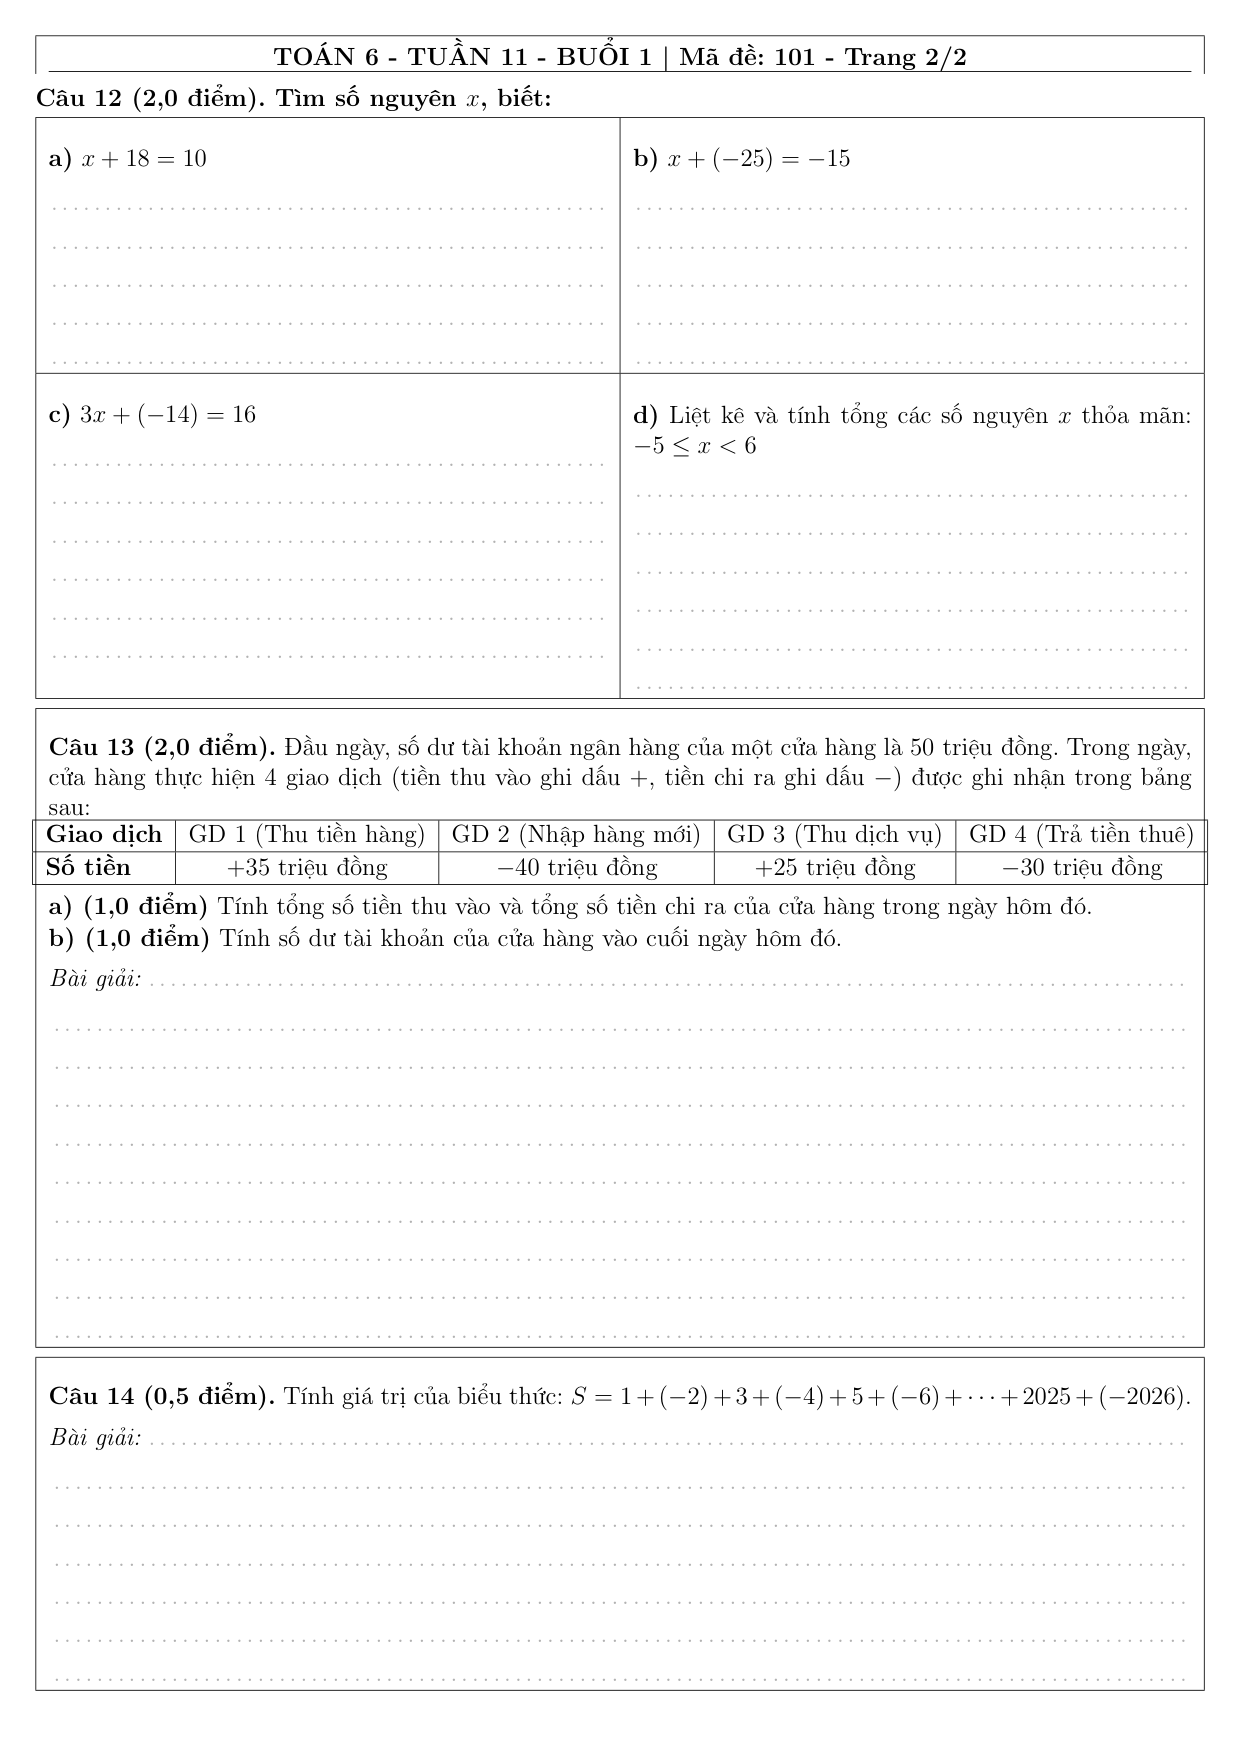 TOÁN 6 - TUẦN 11 - BUỔI 1 | Mã đề: 101 - Trang 2/2
Câu 12 (2,0 điểm). Tìm số nguyên x, biết:
a) x + 18 = 10
b) x + (−25) = −15
c) 3x + (−14) = 16
d) Liệt kê và tính tổng các số nguyên x thỏa mãn:
−5 ≤ x < 6
Câu 13 (2,0 điểm). Đầu ngày, số dư tài khoản ngân hàng của một cửa hàng là 50 triệu đồng. Trong ngày,
cửa hàng thực hiện 4 giao dịch (tiền thu vào ghi dấu +, tiền chi ra ghi dấu −) được ghi nhận trong bảng
sau:
Giao dịch GD 1 (Thu tiền hàng) GD 2 (Nhập hàng mới) GD 3 (Thu dịch vụ) GD 4 (Trả tiền thuê)
Số tiền +35 triệu đồng −40 triệu đồng +25 triệu đồng −30 triệu đồng
a) (1,0 điểm) Tính tổng số tiền thu vào và tổng số tiền chi ra của cửa hàng trong ngày hôm đó.
b) (1,0 điểm) Tính số dư tài khoản của cửa hàng vào cuối ngày hôm đó.
Bài giải:
Câu 14 (0,5 điểm). Tính giá trị của biểu thức: S = 1 + (−2) + 3 + (−4) + 5 + (−6) + · · · + 2025 + (−2026).
Bài giải: